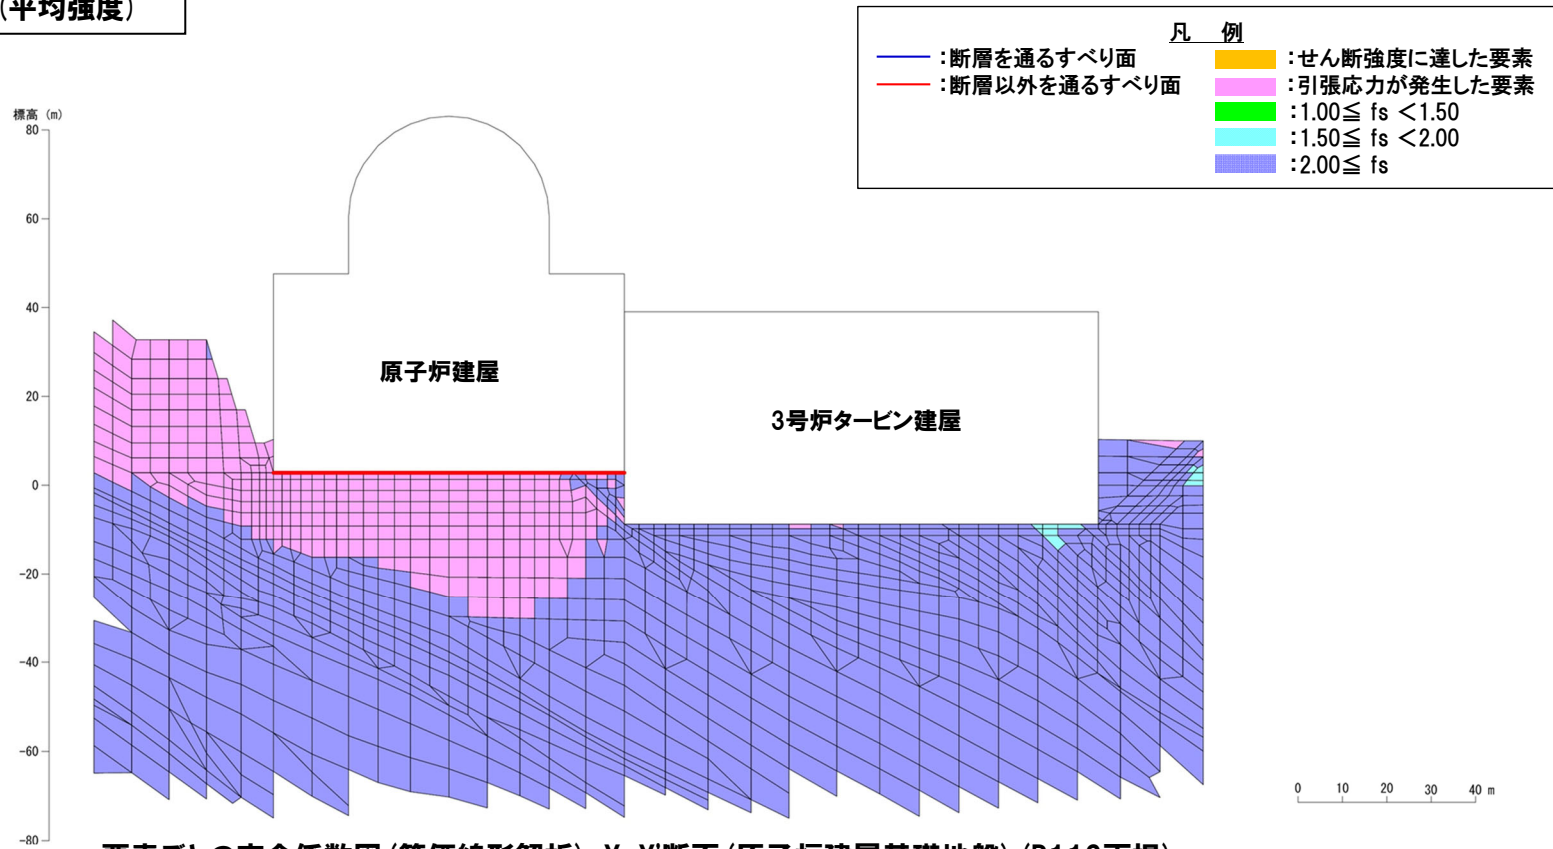 (平均強度)
凡 例
:断層を通るすべり面
:断層以外を通るすべり面
:せん断強度に達した要素
:引張応力が発生した要素
:1.00≦ fs <1.50
:1.50≦ fs <2.00
:2.00≦ fs
標高 (m)
80
60
40
20
0
-20
-40
-60
-80
原子炉建屋
3号炉タービン建屋
0 10 20 30 40 m